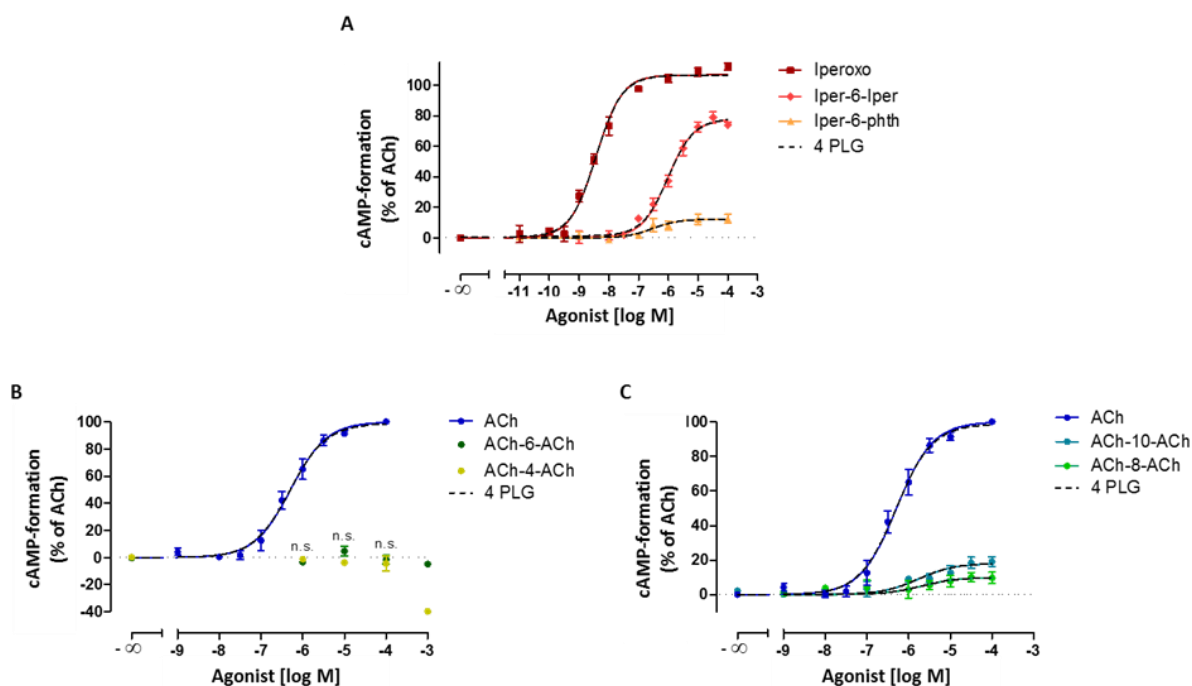 A
cAMP-formation
(% of ACh)
100
80
60
40
20
0
- ∞
-11
-10
-9
-8
-7
-6
-5
-4
-3
Agonist [log M]
Iperoxo
Iper-6-Iper
Iper-6-phth
4 PLG
B
cAMP-formation
(% of ACh)
100
80
60
40
20
0
-20
-40
n.s.
n.s.
n.s.
- ∞
-9
-8
-7
-6
-5
-4
-3
Agonist [log M]
ACh
ACh-6-ACh
ACh-4-ACh
4 PLG
C
cAMP-formation
(% of ACh)
100
80
60
40
20
0
- ∞
-9
-8
-7
-6
-5
-4
-3
Agonist [log M]
ACh
ACh-10-ACh
ACh-8-ACh
4 PLG